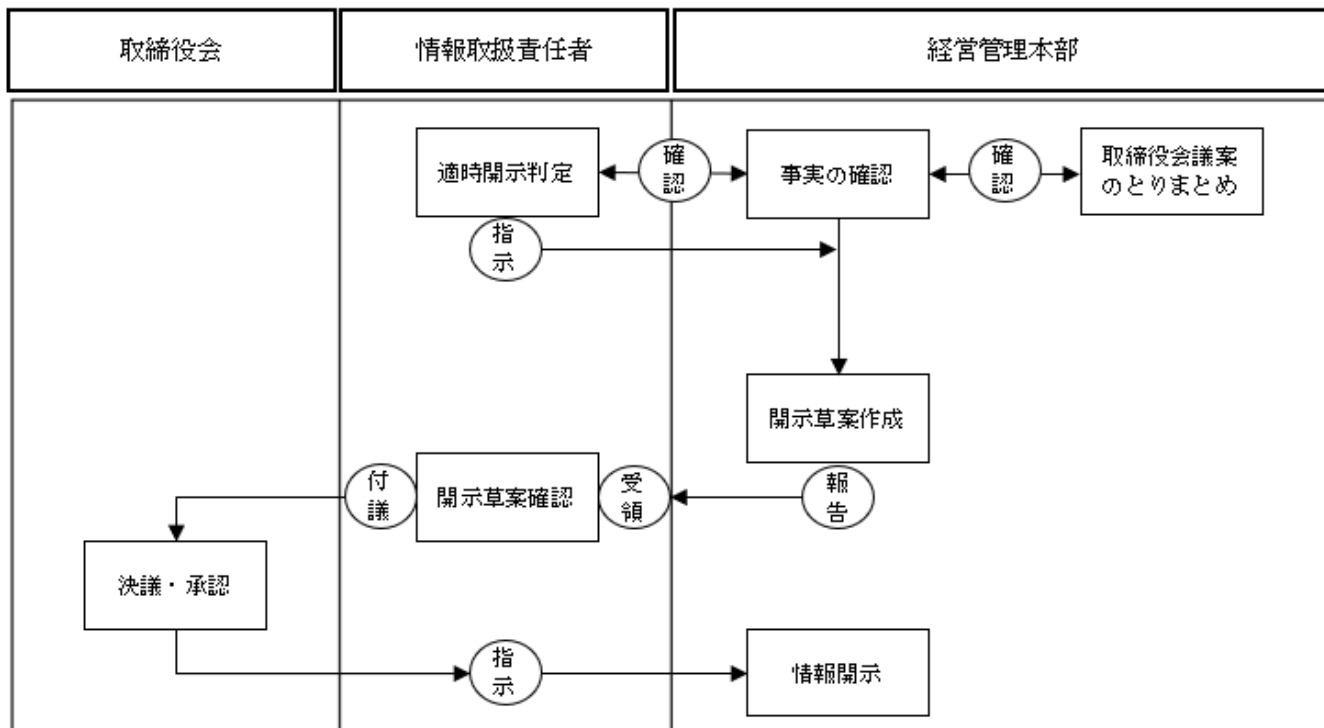 取締役会
情報取扱責任者
経営管理本部
適時開示判定
確
認
事実の確認
確
認
取締役会議案
のとりまとめ
指
示
開示草案作成
付
議
開示草案確認
受
領
報
告
決議・承認
指
示
情報開示